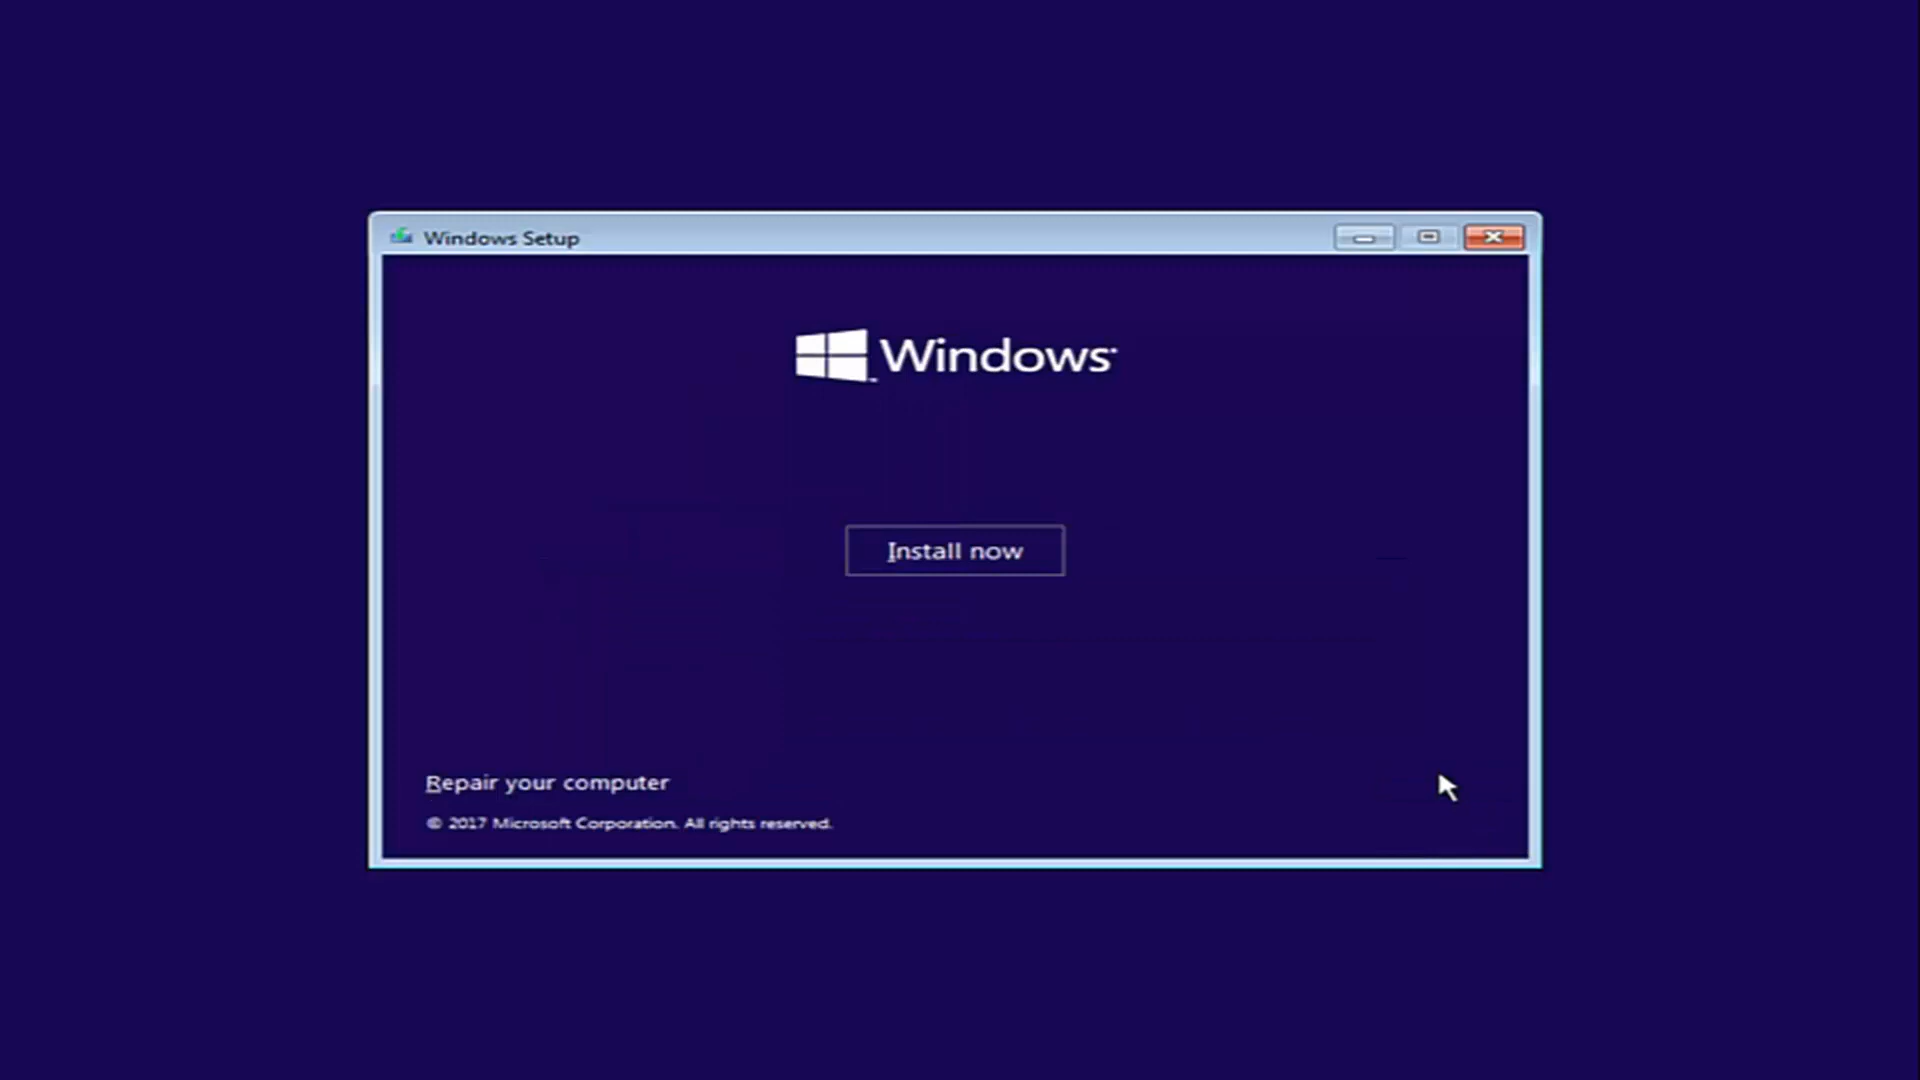 Windows Setup
Windows
Install now
Repair your computer
© 2017 Microsoft Corporation. All rights reserved.